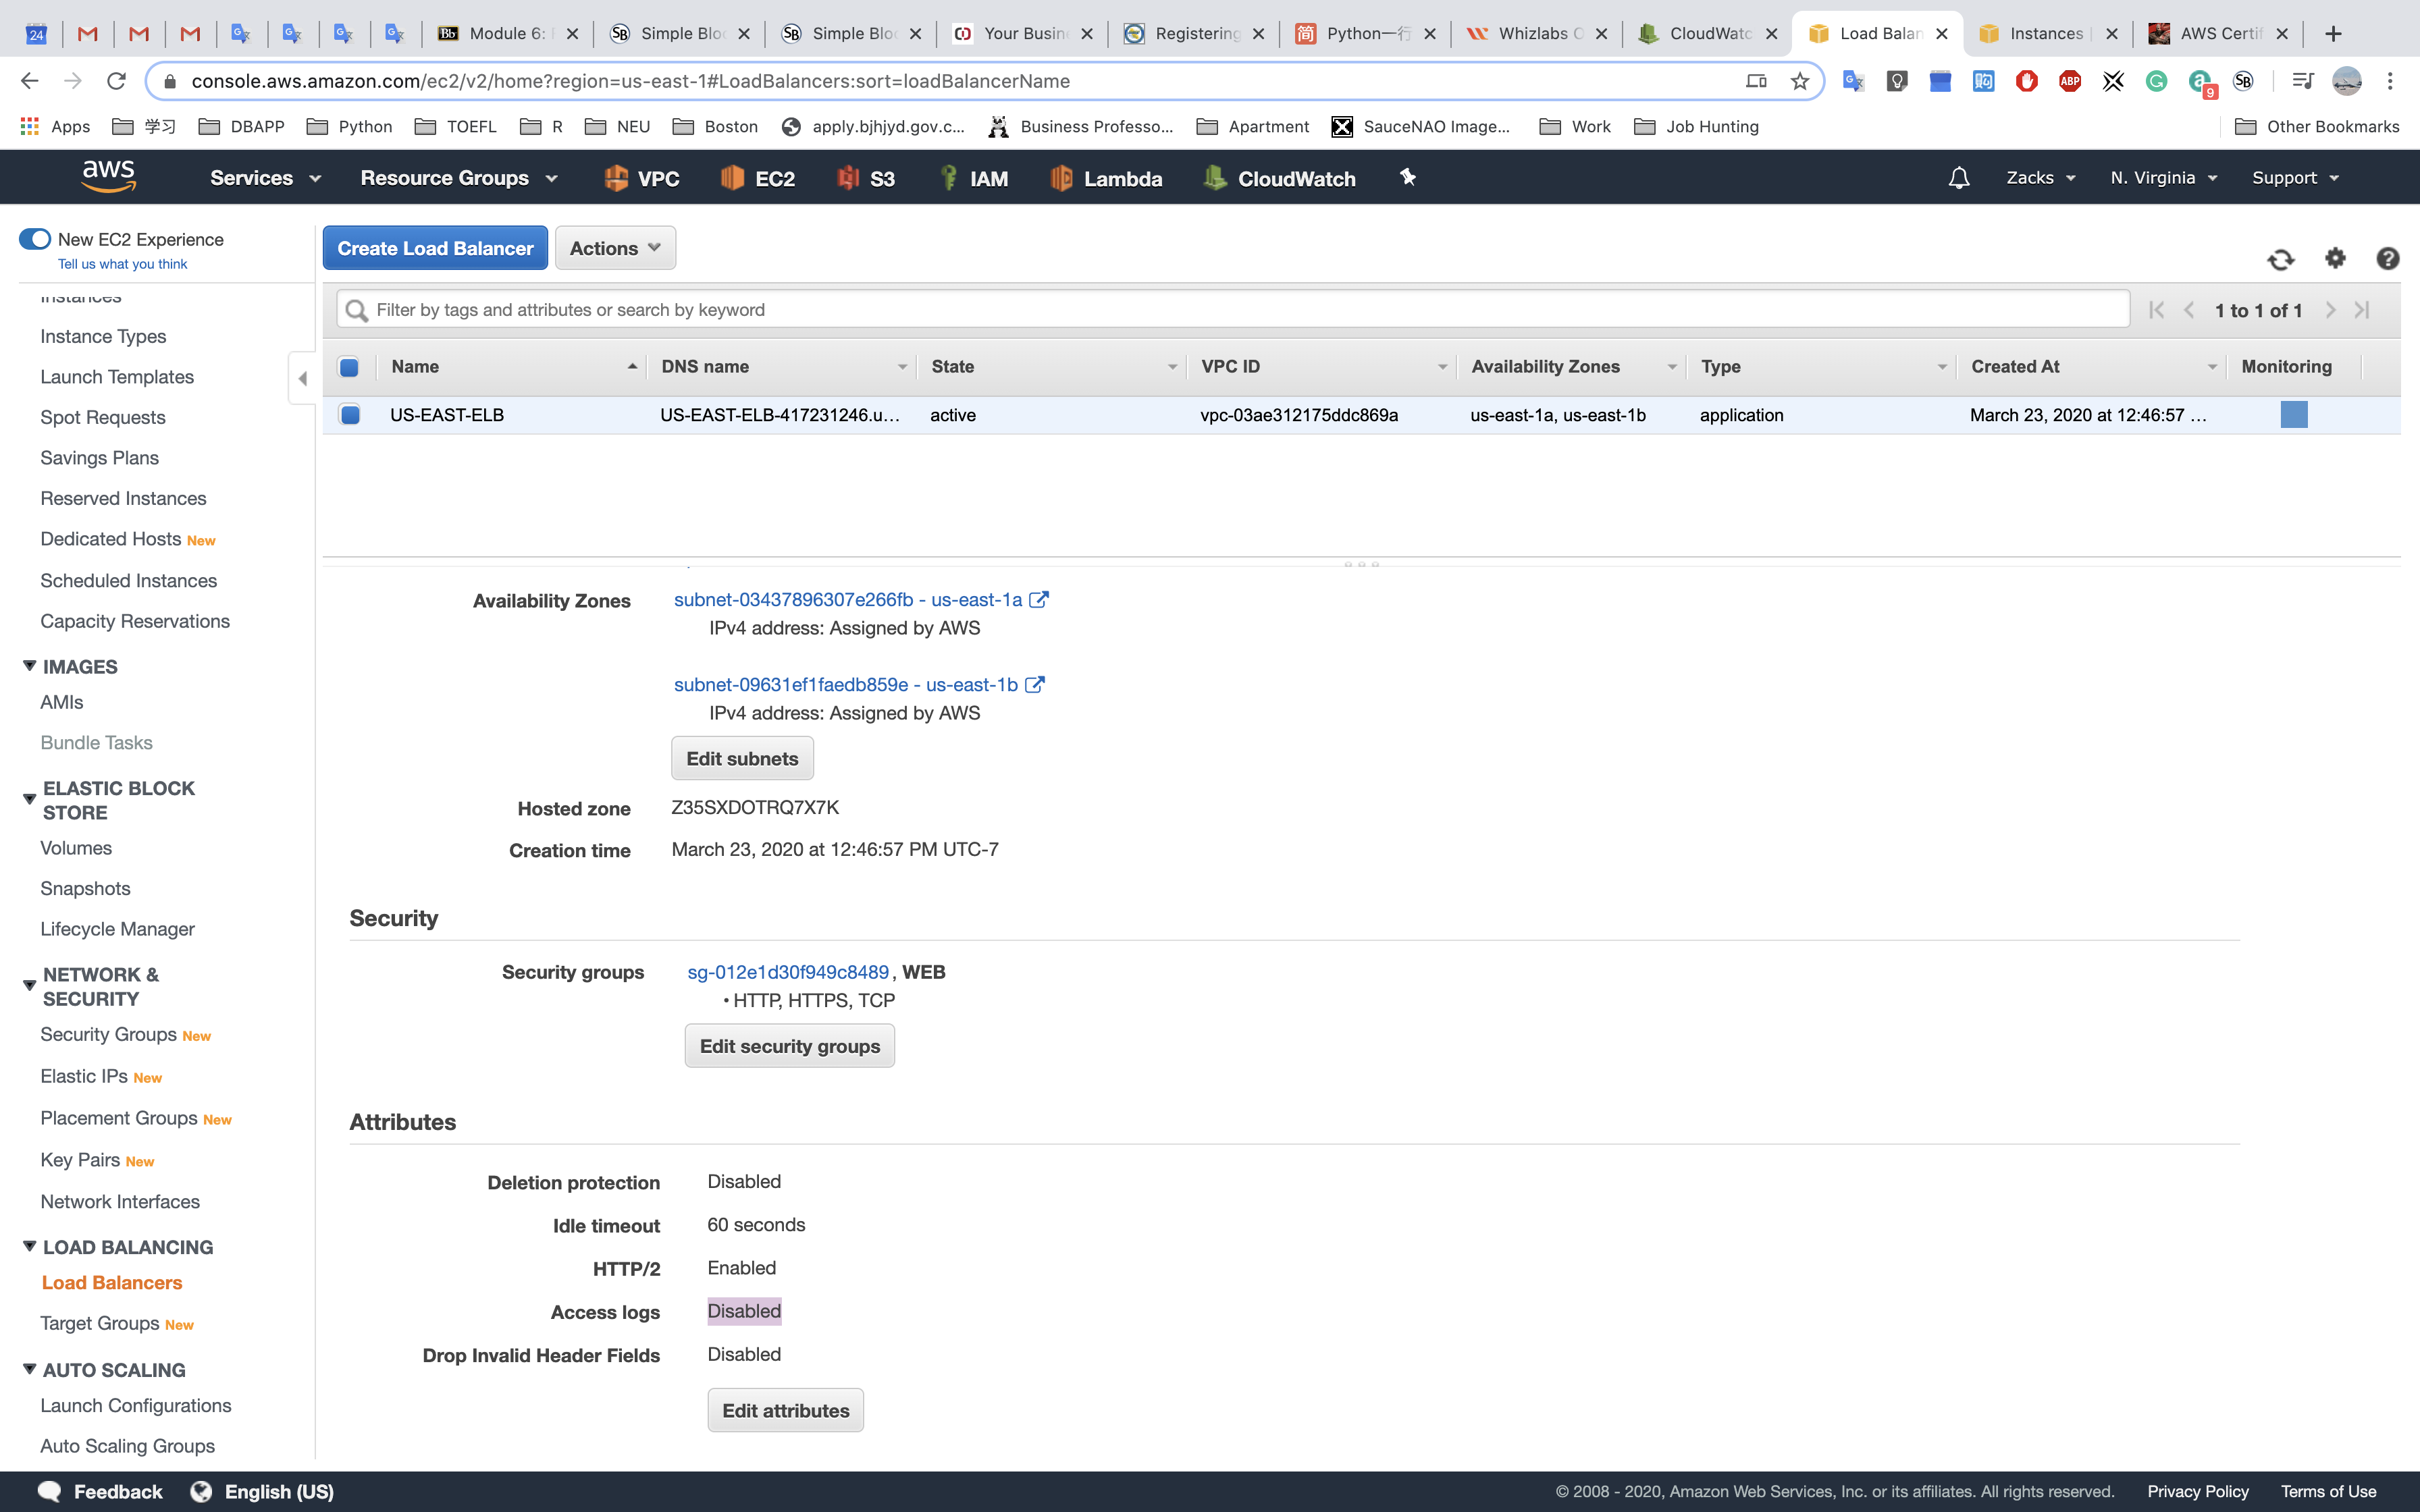 24 Module 6: Simple Blo Simple Blo Your Busin Registering Python一行 Whizlabs O CloudWatc Load Balan Instances AWS Certif
console.aws.amazon.com/ec2/v2/home?region=us-east-1#LoadBalancers:sort=loadBalancerName
Apps 学习 DBAPP Python TOEFL R NEU Boston apply.bjhjyd.gov.c... Business Professo... Apartment SauceNAO Image... Work Job Hunting Other Bookmarks
aws Services Resource Groups VPC EC2 S3 IAM Lambda CloudWatch Zacks N. Virginia Support
New EC2 Experience
Tell us what you think
Create Load Balancer Actions
Filter by tags and attributes or search by keyword 1 to 1 of 1
Name DNS name State VPC ID Availability Zones Type Created At Monitoring
US-EAST-ELB US-EAST-ELB-417231246.u... active vpc-03ae312175ddc869a us-east-1a, us-east-1b application March 23, 2020 at 12:46:57 ...
Instances
Instance Types
Launch Templates
Spot Requests
Savings Plans
Reserved Instances
Dedicated Hosts New
Scheduled Instances
Capacity Reservations
IMAGES
AMIs
Bundle Tasks
ELASTIC BLOCK
STORE
Volumes
Snapshots
Lifecycle Manager
NETWORK &
SECURITY
Security Groups New
Elastic IPs New
Placement Groups New
Key Pairs New
Network Interfaces
LOAD BALANCING
Load Balancers
Target Groups New
AUTO SCALING
Launch Configurations
Auto Scaling Groups
Availability Zones subnet-03437896307e266fb - us-east-1a
IPv4 address: Assigned by AWS
subnet-09631ef1faedb859e - us-east-1b
IPv4 address: Assigned by AWS
Edit subnets
Hosted zone Z35SXDOTRQ7X7K
Creation time March 23, 2020 at 12:46:57 PM UTC-7
Security
Security groups sg-012e1d30f949c8489, WEB
• HTTP, HTTPS, TCP
Edit security groups
Attributes
Deletion protection Disabled
Idle timeout 60 seconds
HTTP/2 Enabled
Access logs Disabled
Drop Invalid Header Fields Disabled
Edit attributes
Feedback English (US) © 2008 - 2020, Amazon Web Services, Inc. or its affiliates. All rights reserved. Privacy Policy Terms of Use